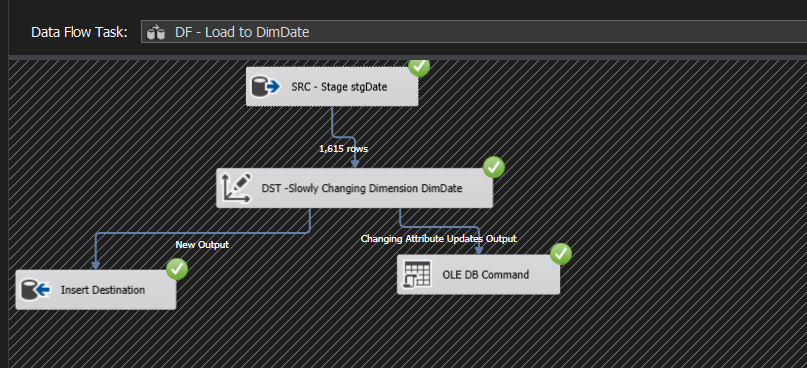 Data Flow Task: DF - Load to DimDate
SRC - Stage stgDate
1,615 rows
DST -Slowly Changing Dimension DimDate
New Output
Changing Attribute Updates Output
Insert Destination
OLE DB Command